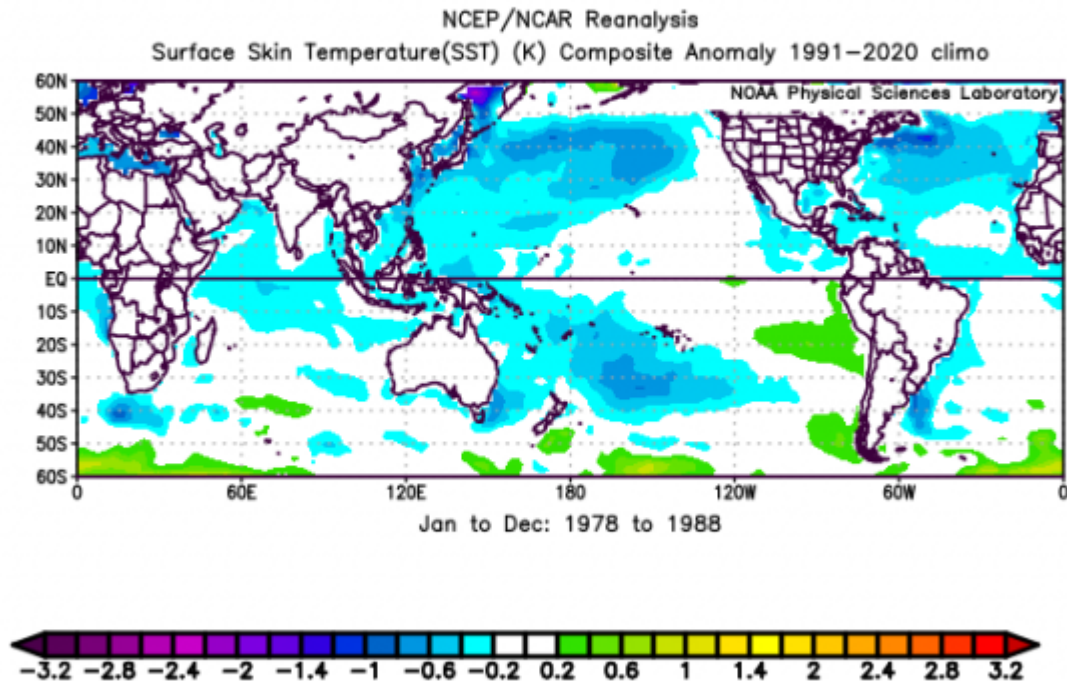 NCEP/NCAR Reanalysis
Surface Skin Temperature(SST) (K) Composite Anomaly 1991-2020 climo
NOAA Physical Sciences Laboratory
60N
50N
40N
30N
20N
10N
EQ
10S
20S
30S
40S
50S
60S
0 60E 120E 180 120W 60W 0
Jan to Dec: 1978 to 1988
-3.2 -2.8 -2.4 -2 -1.4 -1 -0.6 -0.2 0.2 0.6 1 1.4 2 2.4 2.8 3.2